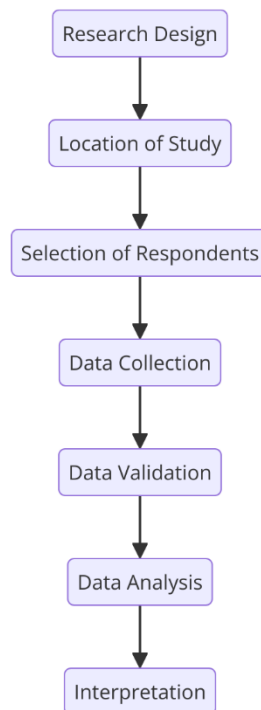 Research Design
Location of Study
Selection of Respondents
Data Collection
Data Validation
Data Analysis
Interpretation